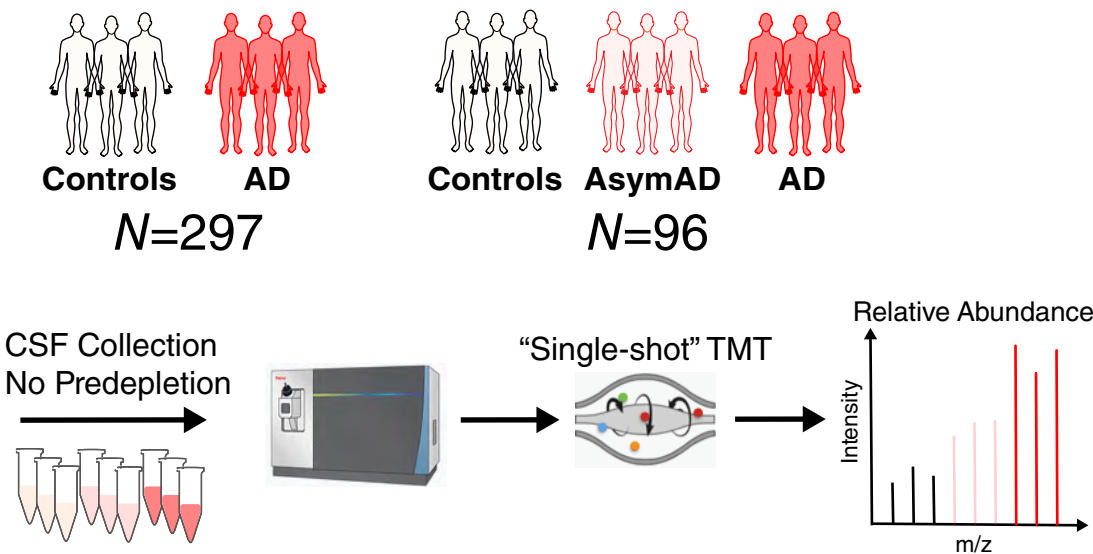 Controls AD
N=297
Controls AsymAD AD
N=96
CSF Collection
No Predepletion
“Single-shot” TMT
Relative Abundance
Intensity
m/z